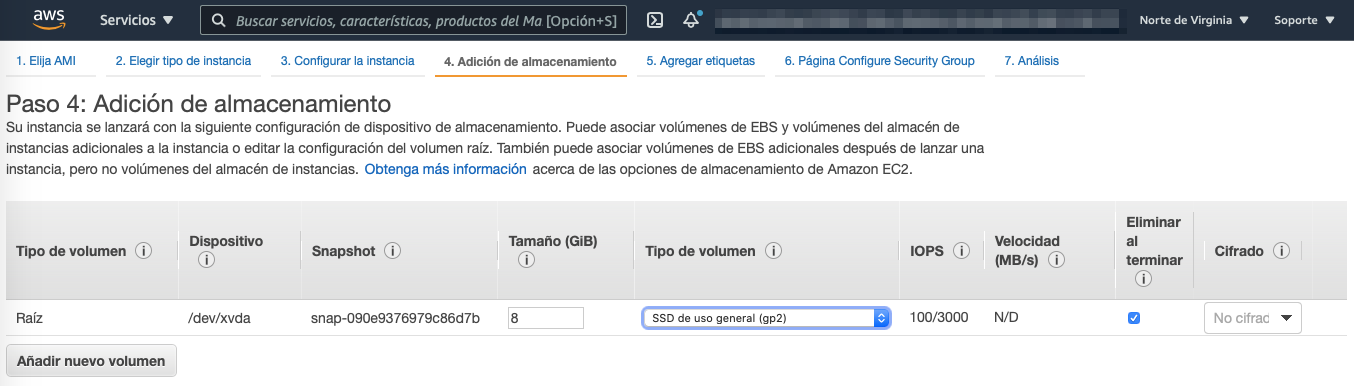 aws Servicios Buscar servicios, características, productos del Ma [Opción+S] Norte de Virginia Soporte
1. Elija AMI 2. Elegir tipo de instancia 3. Configurar la instancia 4. Adición de almacenamiento 5. Agregar etiquetas 6. Página Configure Security Group 7. Análisis
Paso 4: Adición de almacenamiento
Su instancia se lanzará con la siguiente configuración de dispositivo de almacenamiento. Puede asociar volúmenes de EBS y volúmenes del almacén de
instancias adicionales a la instancia o editar la configuración del volumen raíz. También puede asociar volúmenes de EBS adicionales después de lanzar una
instancia, pero no volúmenes del almacén de instancias. Obtenga más información acerca de las opciones de almacenamiento de Amazon EC2.
Tipo de volumen
Dispositivo
Snapshot
Tamaño (GiB)
Tipo de volumen
IOPS
Velocidad
(MB/s)
Eliminar
al
terminar
Cifrado
Raíz /dev/xvda snap-090e9376979c86d7b 8 SSD de uso general (gp2) 100/3000 N/D No cifrad
Añadir nuevo volumen